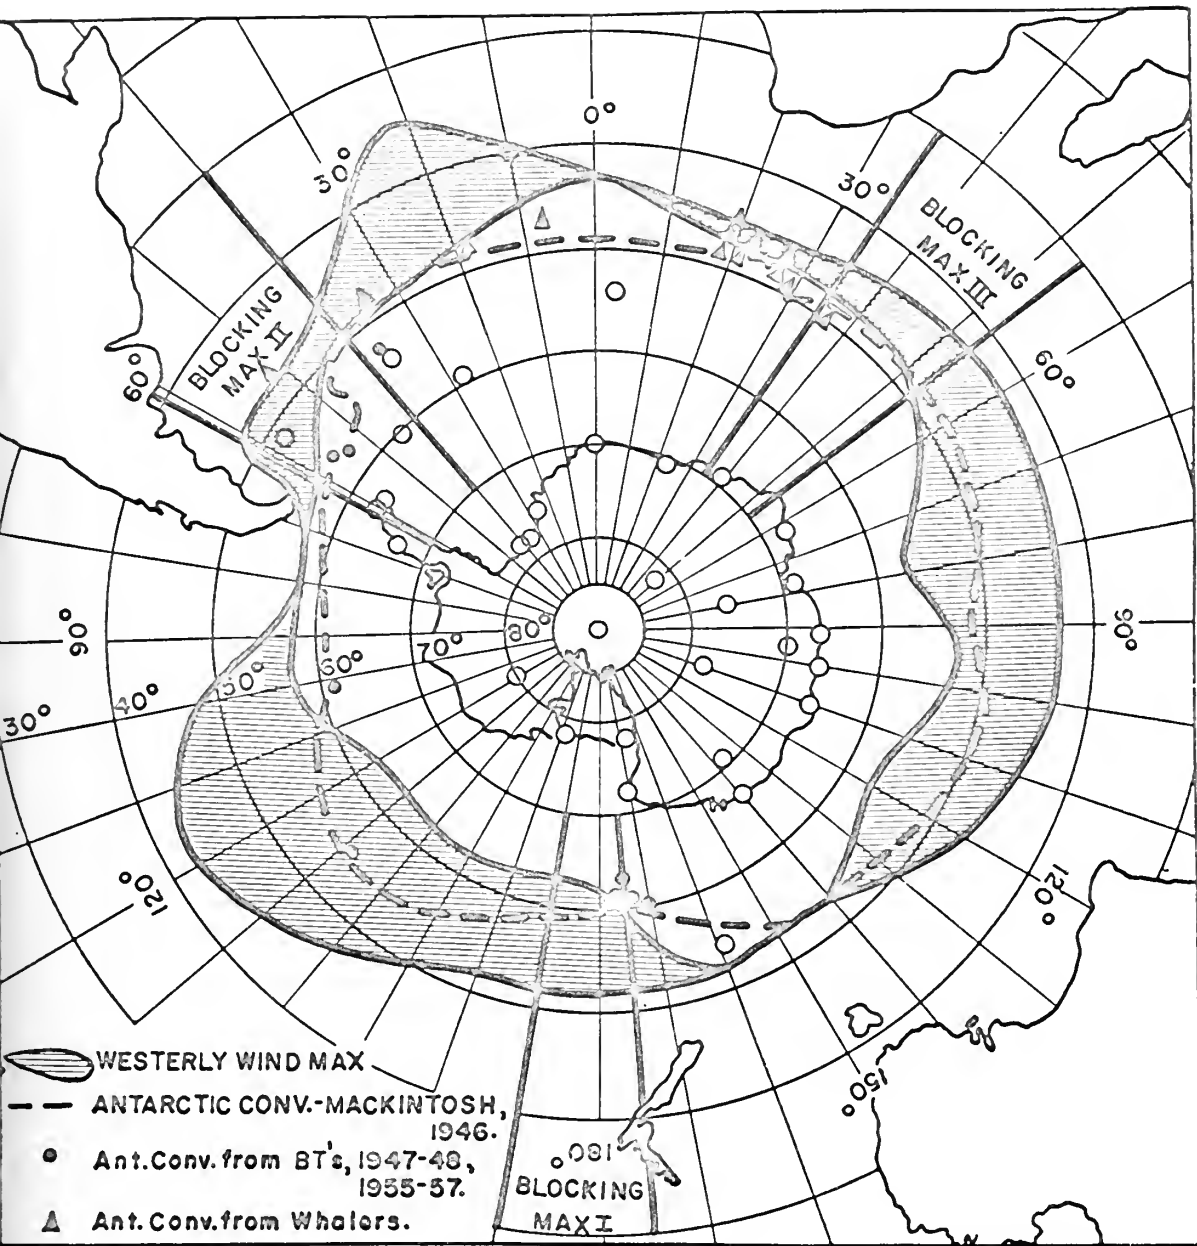 0°
30°
30°
BLOCKING
MAX III
BLOCKING
MAX II
60°
60°
90°
80°
70°
60°
50°
40°
30°
90°
120°
120°
150°
180°
BLOCKING
MAX I
WESTERLY WIND MAX
ANTARCTIC CONV.-MACKINTOSH,
1946.
Ant.Conv. from BT's, 1947-48,
1955-57.
Ant.Conv.from Whalers.